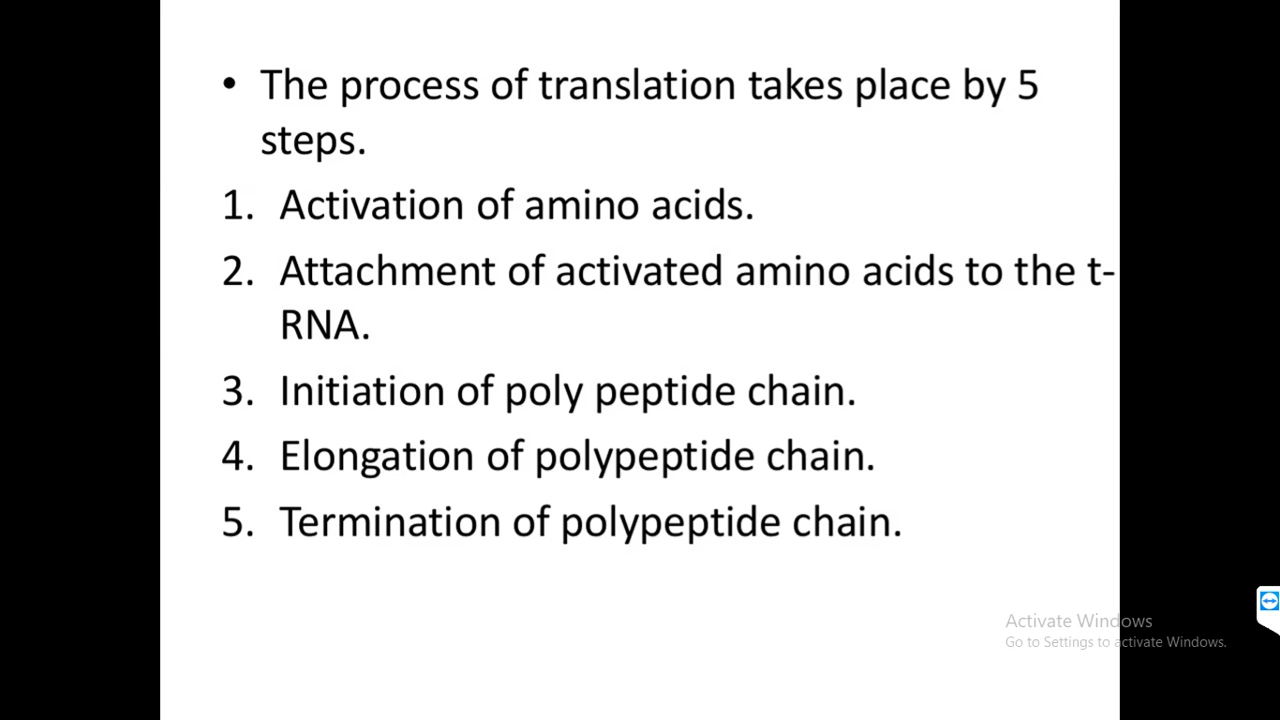 • The process of translation takes place by 5
steps.
1. Activation of amino acids.
2. Attachment of activated amino acids to the t-
RNA.
3. Initiation of poly peptide chain.
4. Elongation of polypeptide chain.
5. Termination of polypeptide chain.
Activate Windows
Go to Settings to activate Windows.